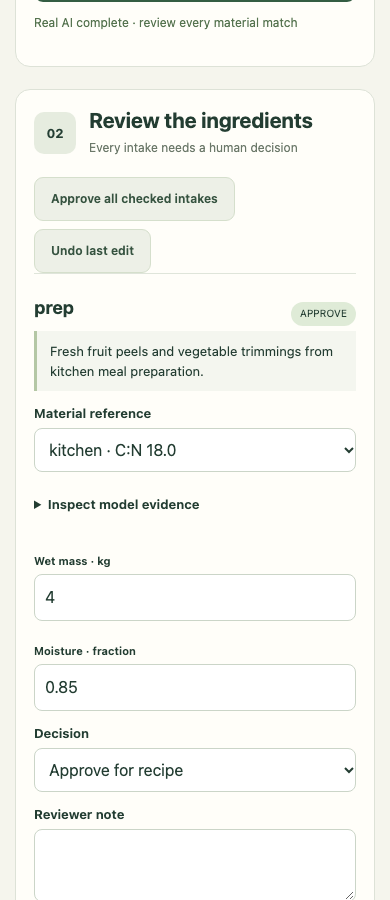 Real AI complete · review every material match
02
Review the ingredients
Every intake needs a human decision
Approve all checked intakes
Undo last edit
prep
APPROVE
Fresh fruit peels and vegetable trimmings from
kitchen meal preparation.
Material reference
kitchen · C:N 18.0
Inspect model evidence
Wet mass · kg
4
Moisture · fraction
0.85
Decision
Approve for recipe
Reviewer note